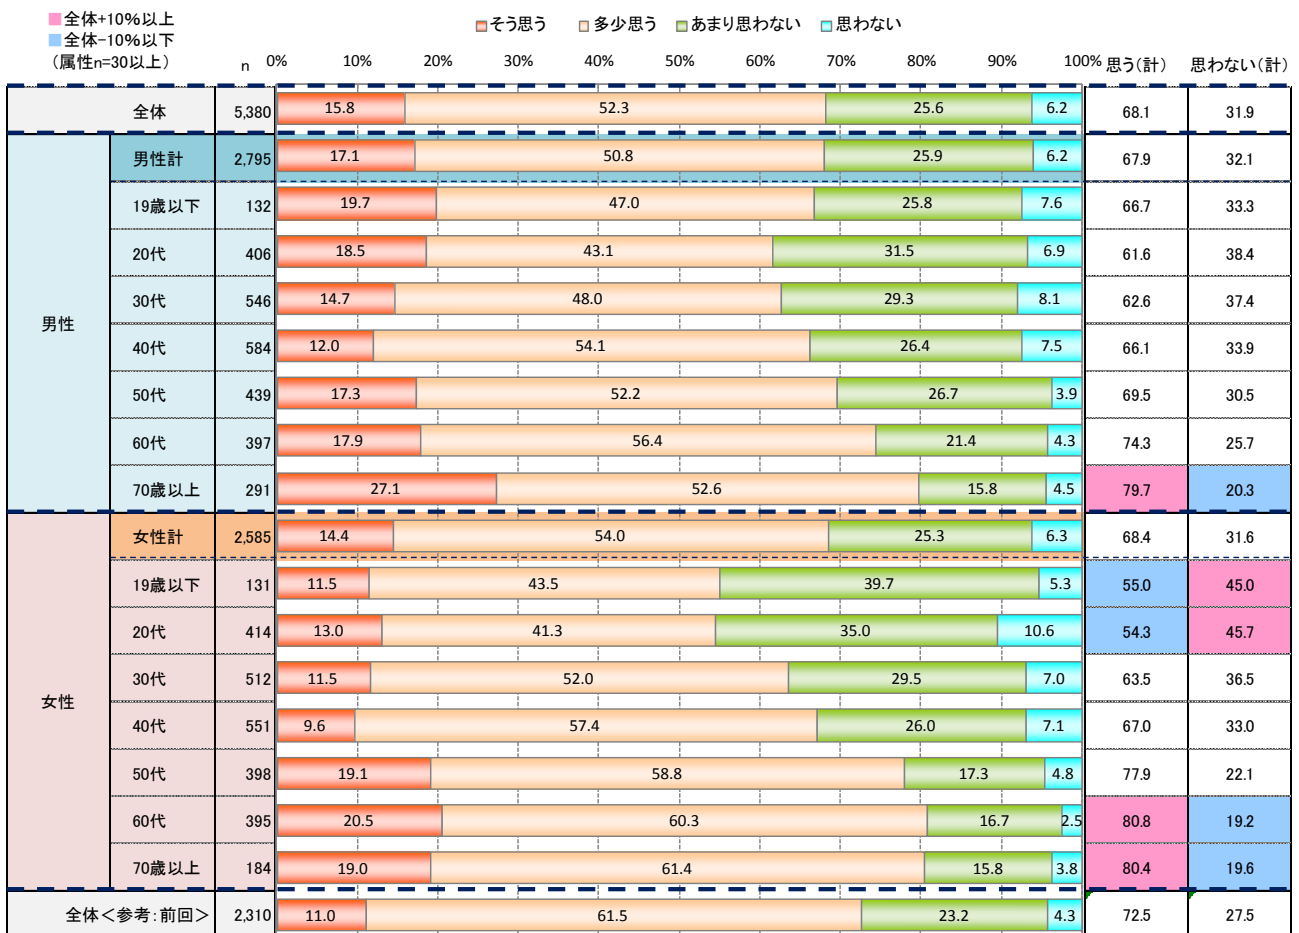 ■全体+10%以上
■全体-10%以下
（属性n=30以上）
■そう思う ■多少思う ■あまり思わない ■思わない
n 0% 10% 20% 30% 40% 50% 60% 70% 80% 90% 100% 思う(計) 思わない(計)
全体 5,380 15.8 52.3 25.6 6.2 68.1 31.9
男性
男性計 2,795 17.1 50.8 25.9 6.2 67.9 32.1
19歳以下 132 19.7 47.0 25.8 7.6 66.7 33.3
20代 406 18.5 43.1 31.5 6.9 61.6 38.4
30代 546 14.7 48.0 29.3 8.1 62.6 37.4
40代 584 12.0 54.1 26.4 7.5 66.1 33.9
50代 439 17.3 52.2 26.7 3.9 69.5 30.5
60代 397 17.9 56.4 21.4 4.3 74.3 25.7
70歳以上 291 27.1 52.6 15.8 4.5 79.7 20.3
女性
女性計 2,585 14.4 54.0 25.3 6.3 68.4 31.6
19歳以下 131 11.5 43.5 39.7 5.3 55.0 45.0
20代 414 13.0 41.3 35.0 10.6 54.3 45.7
30代 512 11.5 52.0 29.5 7.0 63.5 36.5
40代 551 9.6 57.4 26.0 7.1 67.0 33.0
50代 398 19.1 58.8 17.3 4.8 77.9 22.1
60代 395 20.5 60.3 16.7 2.5 80.8 19.2
70歳以上 184 19.0 61.4 15.8 3.8 80.4 19.6
全体＜参考：前回＞ 2,310 11.0 61.5 23.2 4.3 72.5 27.5